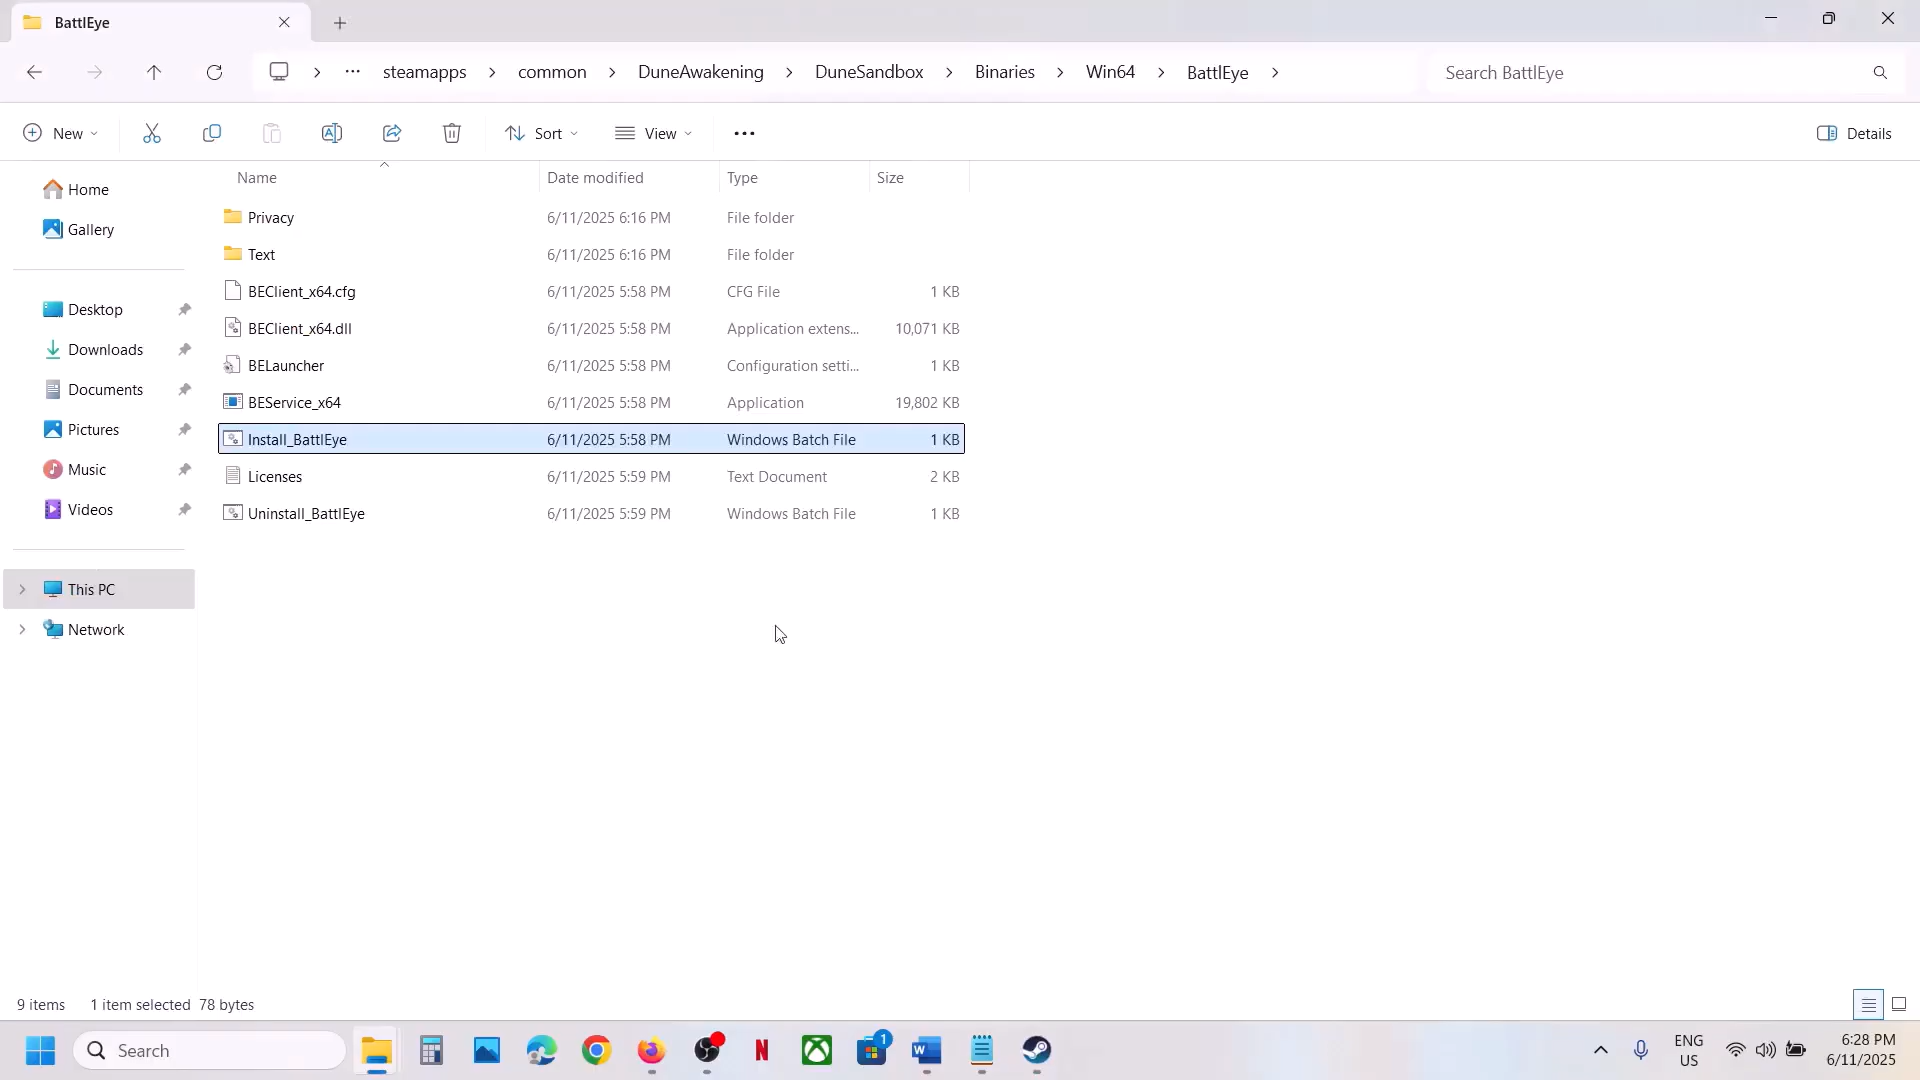 BattlEye
steamapps
common
DuneAwakening
DuneSandbox
Binaries
Win64
BattlEye
Search BattlEye
New
Sort
View
Details
Name
Date modified
Type
Size
Home
Gallery
Desktop
Downloads
Documents
Pictures
Music
Videos
This PC
Network
Privacy 6/11/2025 6:16 PM File folder
Text 6/11/2025 6:16 PM File folder
BEClient_x64.cfg 6/11/2025 5:58 PM CFG File 1 KB
BEClient_x64.dll 6/11/2025 5:58 PM Application extens... 10,071 KB
BELauncher 6/11/2025 5:58 PM Configuration setti... 1 KB
BEService_x64 6/11/2025 5:58 PM Application 19,802 KB
Install_BattlEye 6/11/2025 5:58 PM Windows Batch File 1 KB
Licenses 6/11/2025 5:59 PM Text Document 2 KB
Uninstall_BattlEye 6/11/2025 5:59 PM Windows Batch File 1 KB
9 items 1 item selected 78 bytes
Search
N
1
W
ENG
US
6:28 PM
6/11/2025